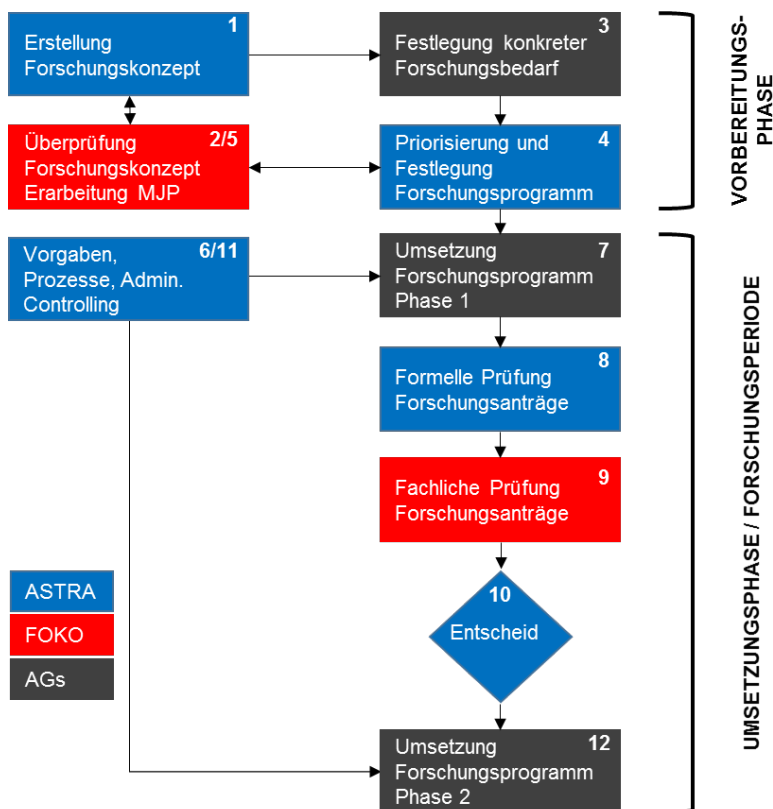 1
Erstellung
Forschungskonzept
3
Festlegung konkreter
Forschungsbedarf
2/5
Überprüfung
Forschungskonzept
Erarbeitung MJP
4
Priorisierung und
Festlegung
Forschungsprogramm
VORBEREITUNGS-
PHASE
6/11
Vorgaben,
Prozesse, Admin.
Controlling
7
Umsetzung
Forschungsprogramm
Phase 1
8
Formelle Prüfung
Forschungsanträge
9
Fachliche Prüfung
Forschungsanträge
10
Entscheid
12
Umsetzung
Forschungsprogramm
Phase 2
UMSETZUNGSPHASE / FORSCHUNGSPERIODE
ASTRA
FOKO
AGs